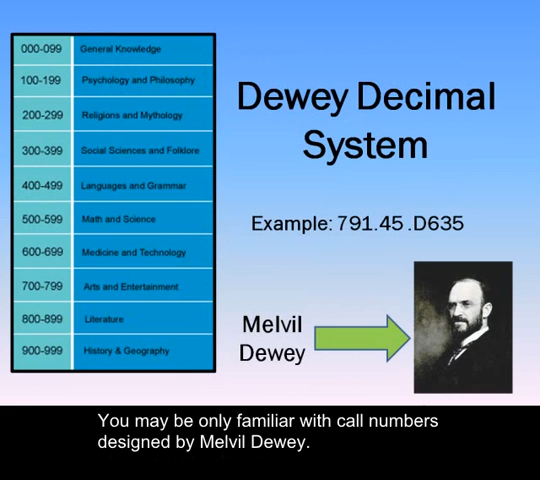 000-099 General Knowledge
100-199 Psychology and Philosophy
200-299 Religions and Mythology
300-399 Social Sciences and Folklore
400-499 Languages and Grammar
500-599 Math and Science
600-699 Medicine and Technology
700-799 Arts and Entertainment
800-899 Literature
900-999 History & Geography
Dewey Decimal
System
Example: 791.45 .D635
Melvil
Dewey
You may be only familiar with call numbers
designed by Melvil Dewey.